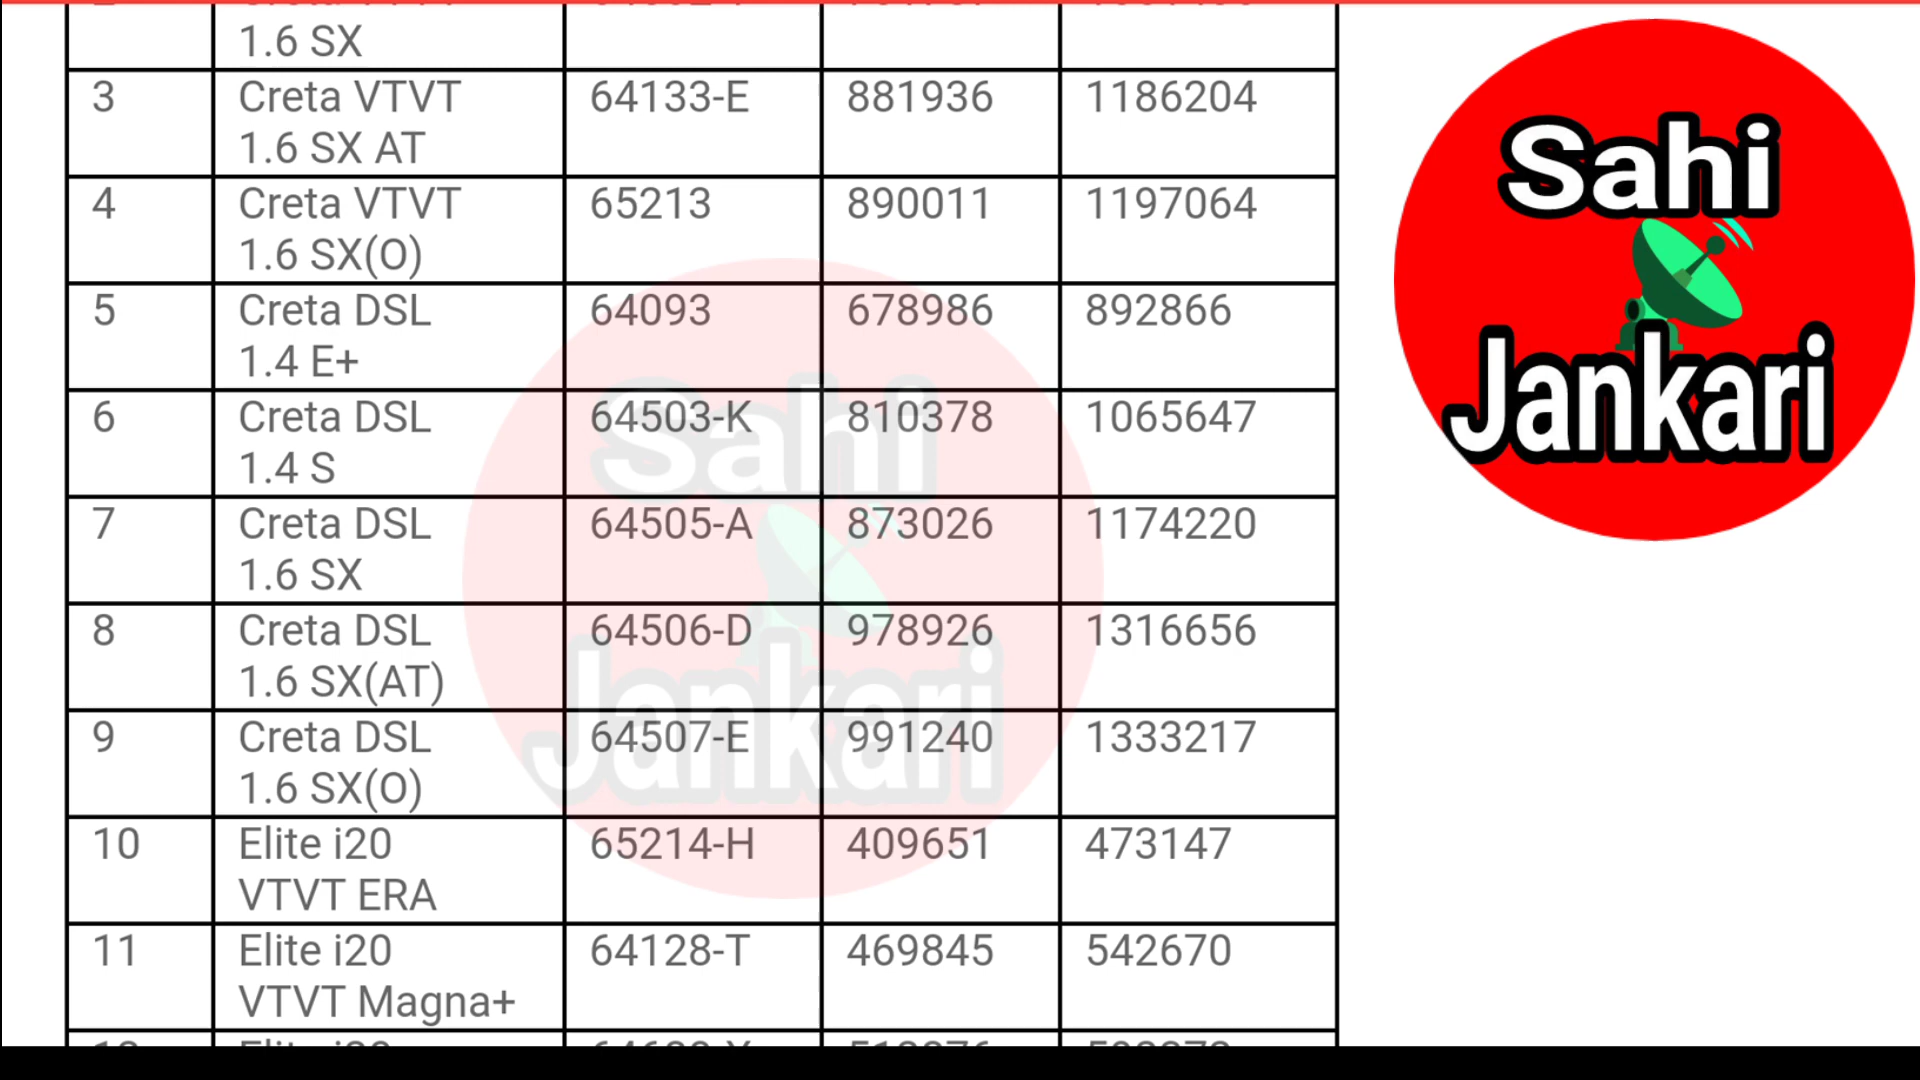 1.6 SX
3 Creta VTVT 64133-E 881936 1186204
1.6 SX AT
4 Creta VTVT 65213 890011 1197064
1.6 SX(O)
5 Creta DSL 64093 678986 892866
1.4 E+
6 Creta DSL 64503-K 810378 1065647
1.4 S
7 Creta DSL 64505-A 873026 1174220
1.6 SX
8 Creta DSL 64506-D 978926 1316656
1.6 SX(AT)
9 Creta DSL 64507-E 991240 1333217
1.6 SX(O)
10 Elite i20 65214-H 409651 473147
VTVT ERA
11 Elite i20 64128-T 469845 542670
VTVT Magna+
Sahi
Jankari
Sahi
Jankari